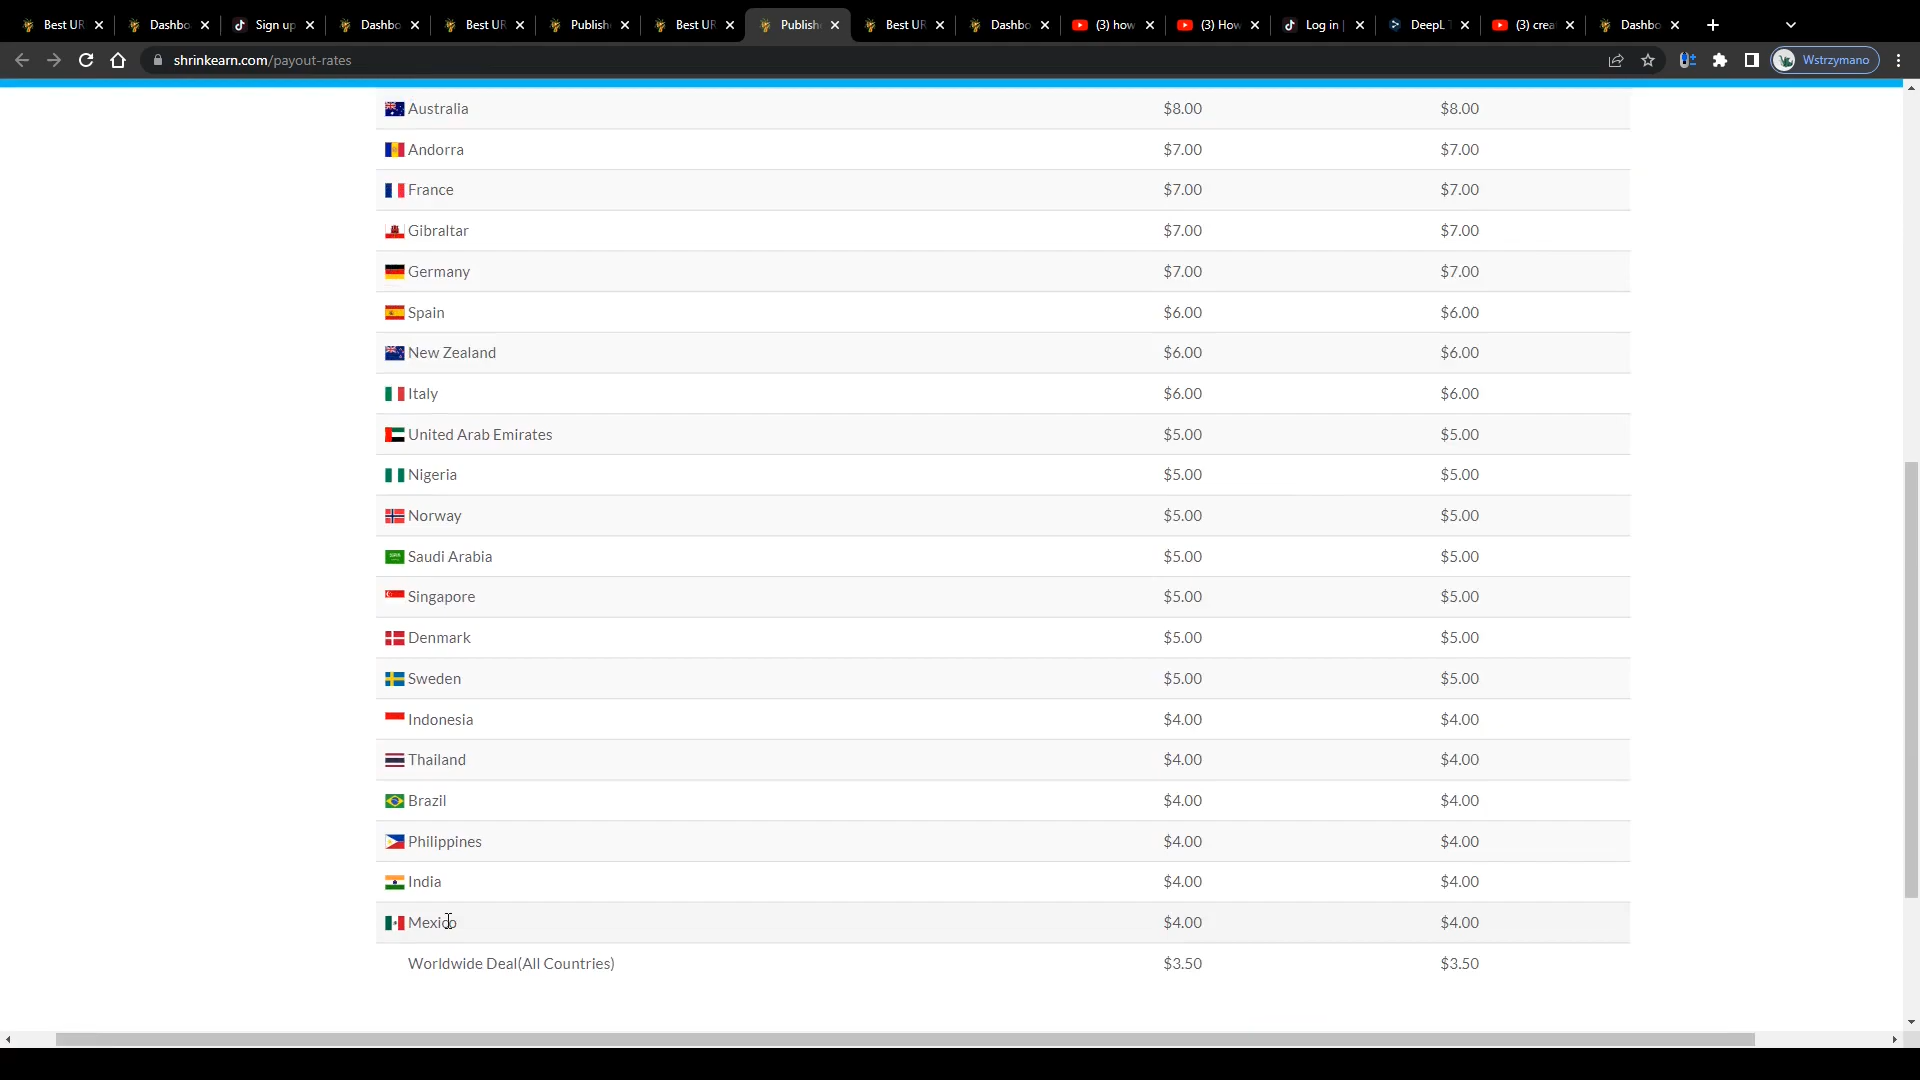 Best UR Dashbo Sign up Dashbo Best UR Publish Best UR Publish Best UR Dashbo (3) how (3) How Log in | DeepL T (3) crea Dashbo
shrinkearn.com/payout-rates Wstrzymano
Australia $8.00 $8.00
Andorra $7.00 $7.00
France $7.00 $7.00
Gibraltar $7.00 $7.00
Germany $7.00 $7.00
Spain $6.00 $6.00
New Zealand $6.00 $6.00
Italy $6.00 $6.00
United Arab Emirates $5.00 $5.00
Nigeria $5.00 $5.00
Norway $5.00 $5.00
Saudi Arabia $5.00 $5.00
Singapore $5.00 $5.00
Denmark $5.00 $5.00
Sweden $5.00 $5.00
Indonesia $4.00 $4.00
Thailand $4.00 $4.00
Brazil $4.00 $4.00
Philippines $4.00 $4.00
India $4.00 $4.00
Mexico $4.00 $4.00
Worldwide Deal(All Countries) $3.50 $3.50